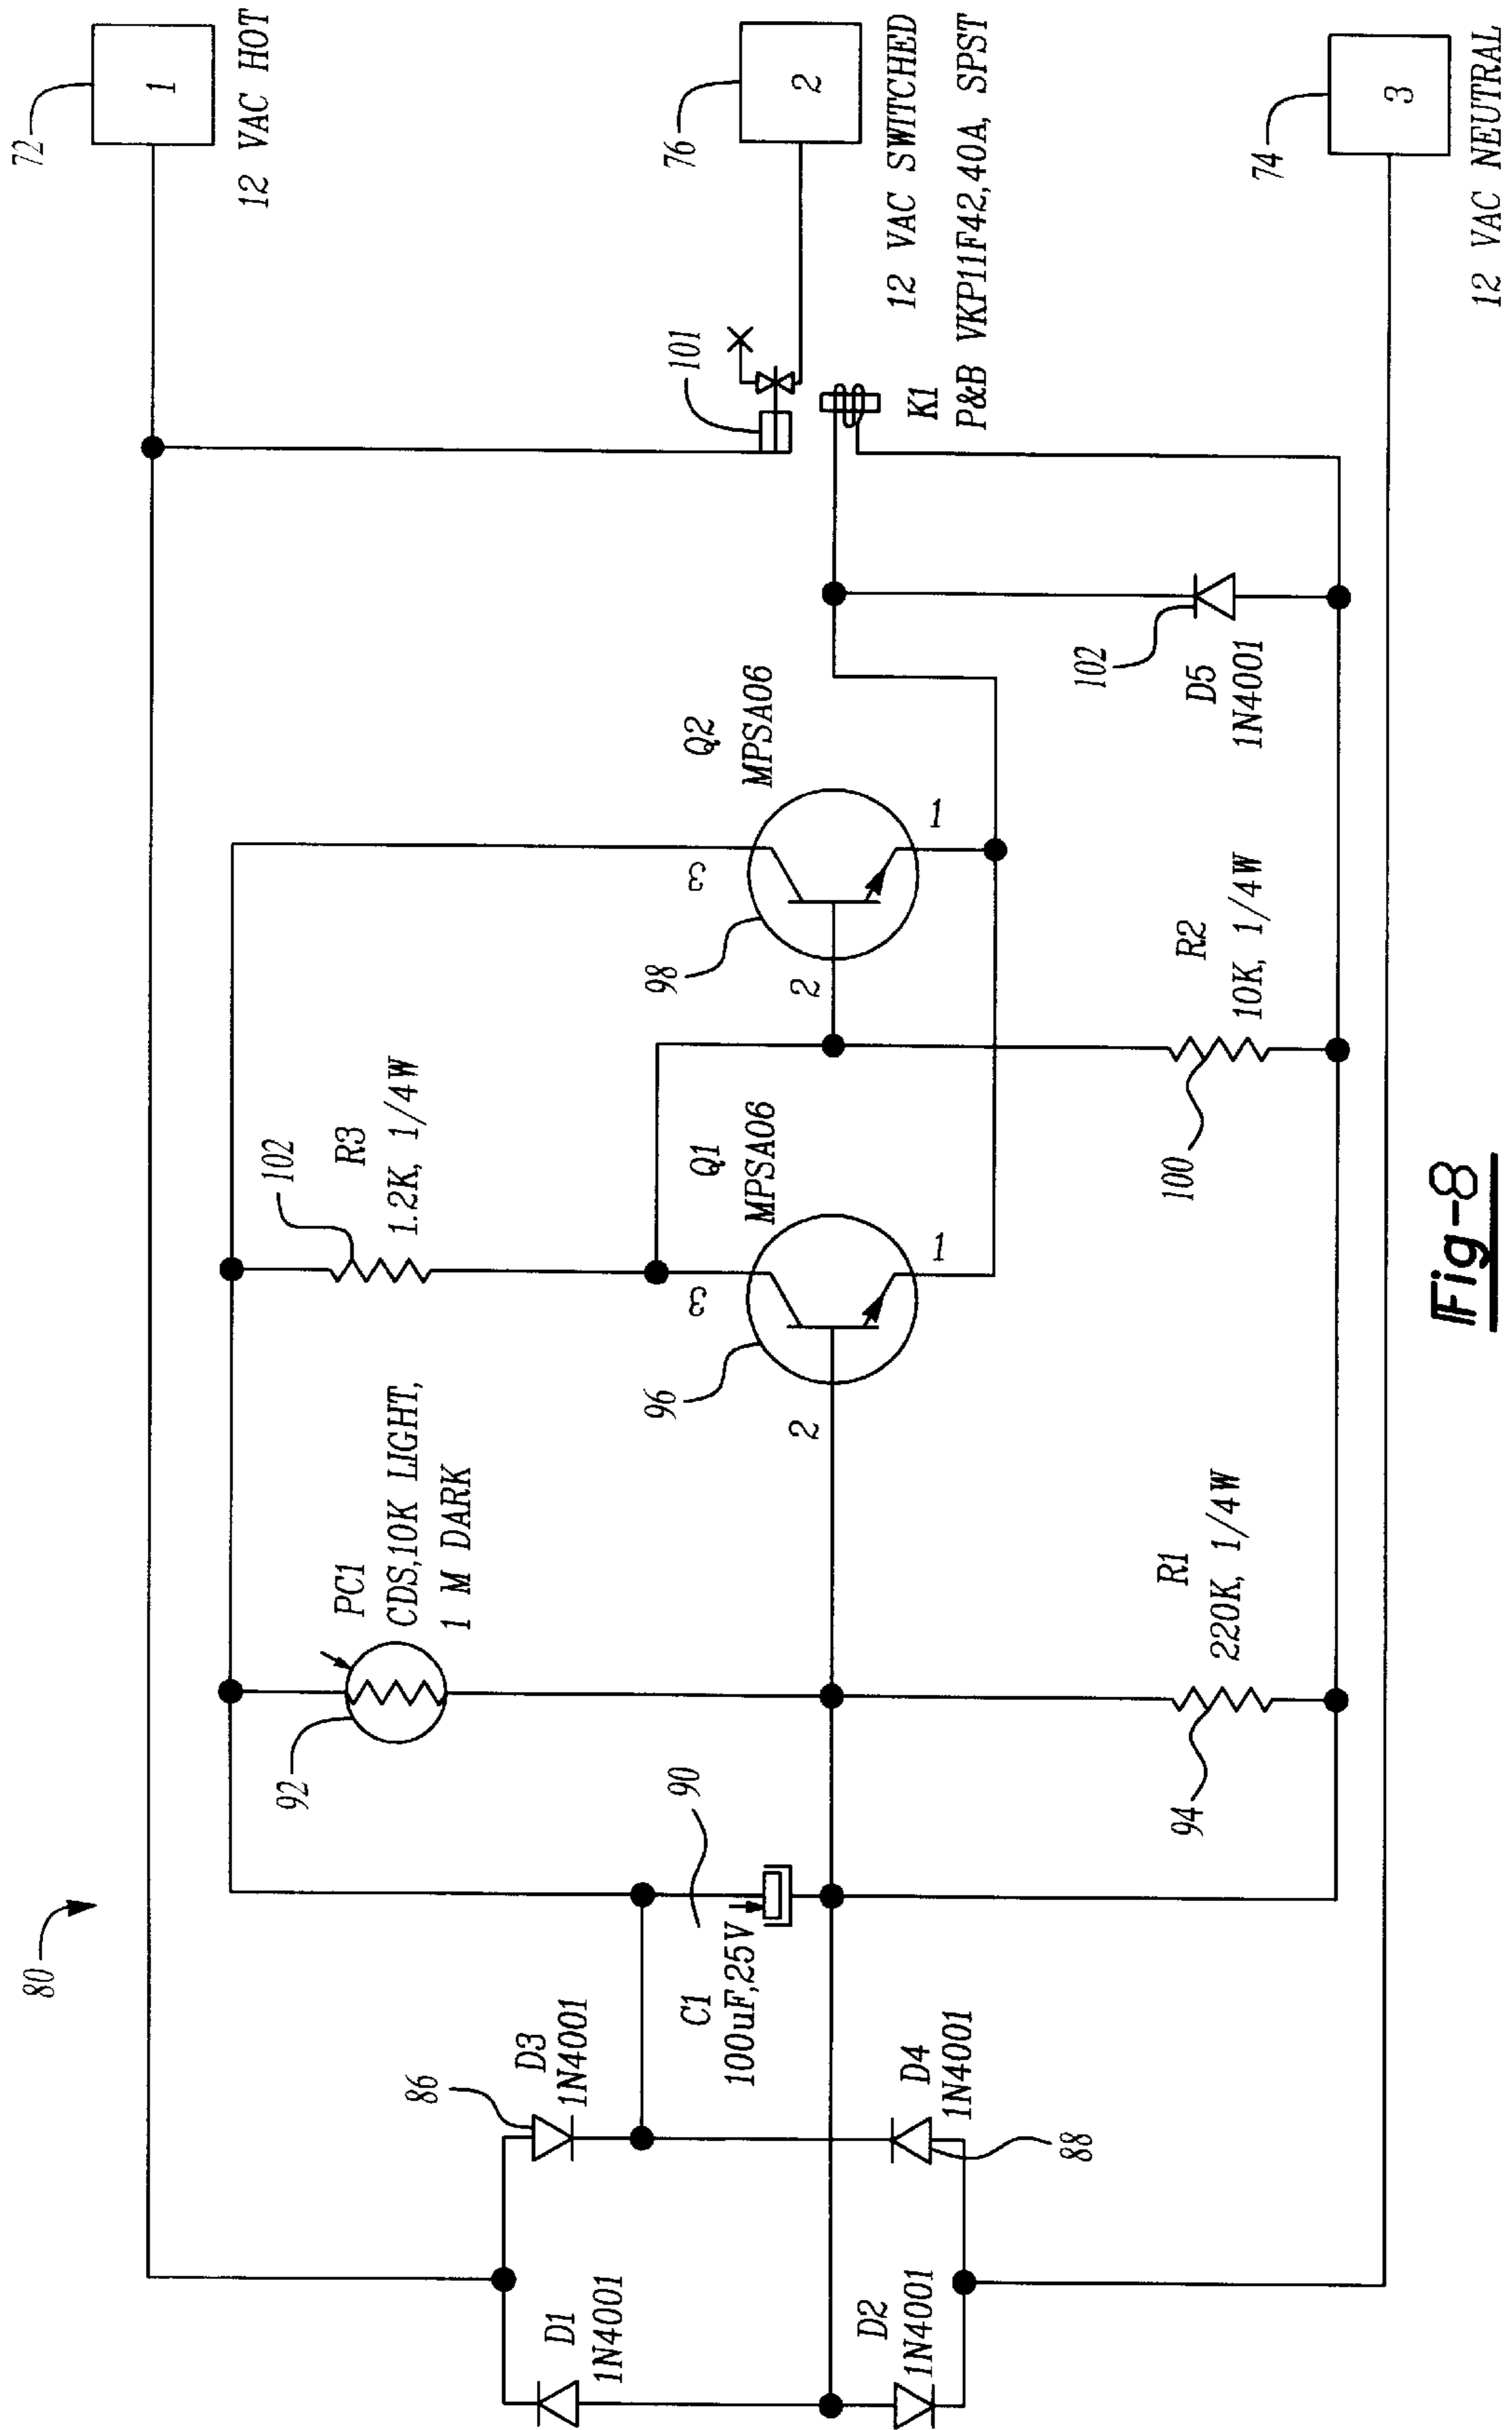 80
72
1
12 VAC HOT
76
2
12 VAC SWITCHED
74
3
12 VAC NEUTRAL
101
K1
P&B VKP11F42,40A, SPST
D1
1N4001
D2
1N4001
86
D3
1N4001
D4
1N4001
88
C1
100uF,25V
90
92
PC1
CDS,10K LIGHT,
1 M DARK
94
R1
220K, 1/4W
96
Q1
MPSA06
2
3
1
102
R3
1.2K, 1/4W
98
Q2
MPSA06
2
3
1
100
R2
10K, 1/4W
102
D5
1N4001
Fig-8